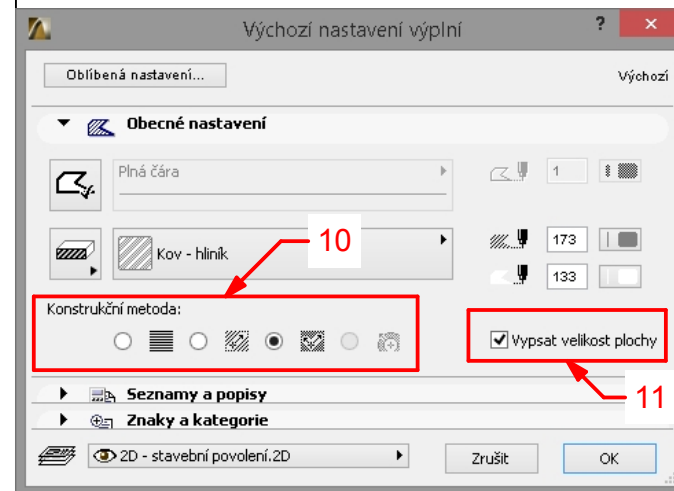 Výchozí nastavení výplní
?
×
Oblíbená nastavení...
Výchozí
Obecné nastavení
Plná čára
1
Kov - hliník
10
173
133
Konstrukční metoda:
Vypsat velikost plochy
11
Seznamy a popisy
Znaky a kategorie
2D - stavební povolení.2D
Zrušit
OK